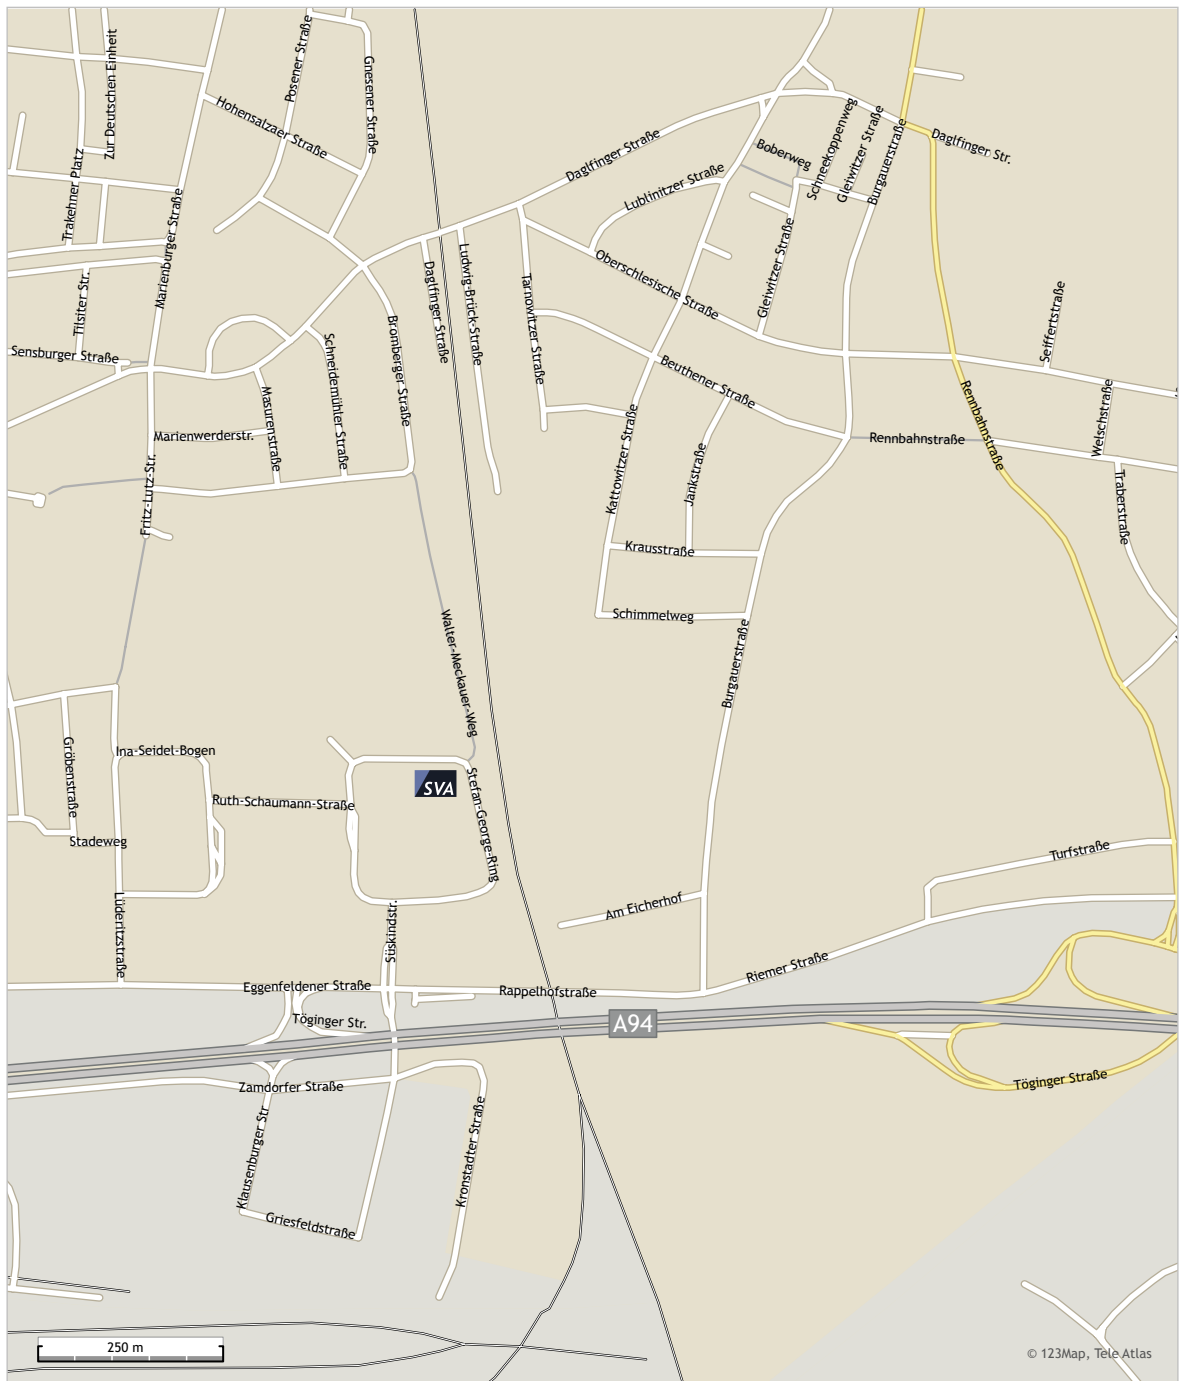 Zur Deutschen Einheit
Posener Straße
Gnesener Straße
Hohensalzaer Straße
Trakehner Platz
Marienburger Straße
Tilsiter Str.
Sensburger Straße
Daglfinger Straße
Boberweg
Schneekoppenweg
Gleiwitzer Straße
Burgauerstraße
Daglfinger Str.
Lublinitzer Straße
Oberschlesische Straße
Gleiwitzer Straße
Daglfinger Straße
Ludwig-Brück-Straße
Tarnowitzer Straße
Bromberger Straße
Schneidemühler Straße
Masurenstraße
Marienwerderstr.
Fritz-Lutz-Str.
Beuthener Straße
Seiffertstraße
Welschstraße
Rennbahnstraße
Rennbahnstraße
Traberstraße
Kattowitzer Straße
Jankstraße
Krausstraße
Schimmelweg
Burgauerstraße
Walter-Meckauer-Weg
Gröbenstraße
Ina-Seidel-Bogen
SVA
Ruth-Schaumann-Straße
Stefan-George-Ring
Stadeweg
Turfstraße
Lüderitzstraße
Süskindstr.
Am Eicherhof
Riemer Straße
Eggenfeldener Straße
Rappelhofstraße
Töginger Str.
A94
Zamdorfer Straße
Töginger Straße
Klausenburger Str
Kronstadter Straße
Griesfeldstraße
250 m
© 123Map, Tele Atlas